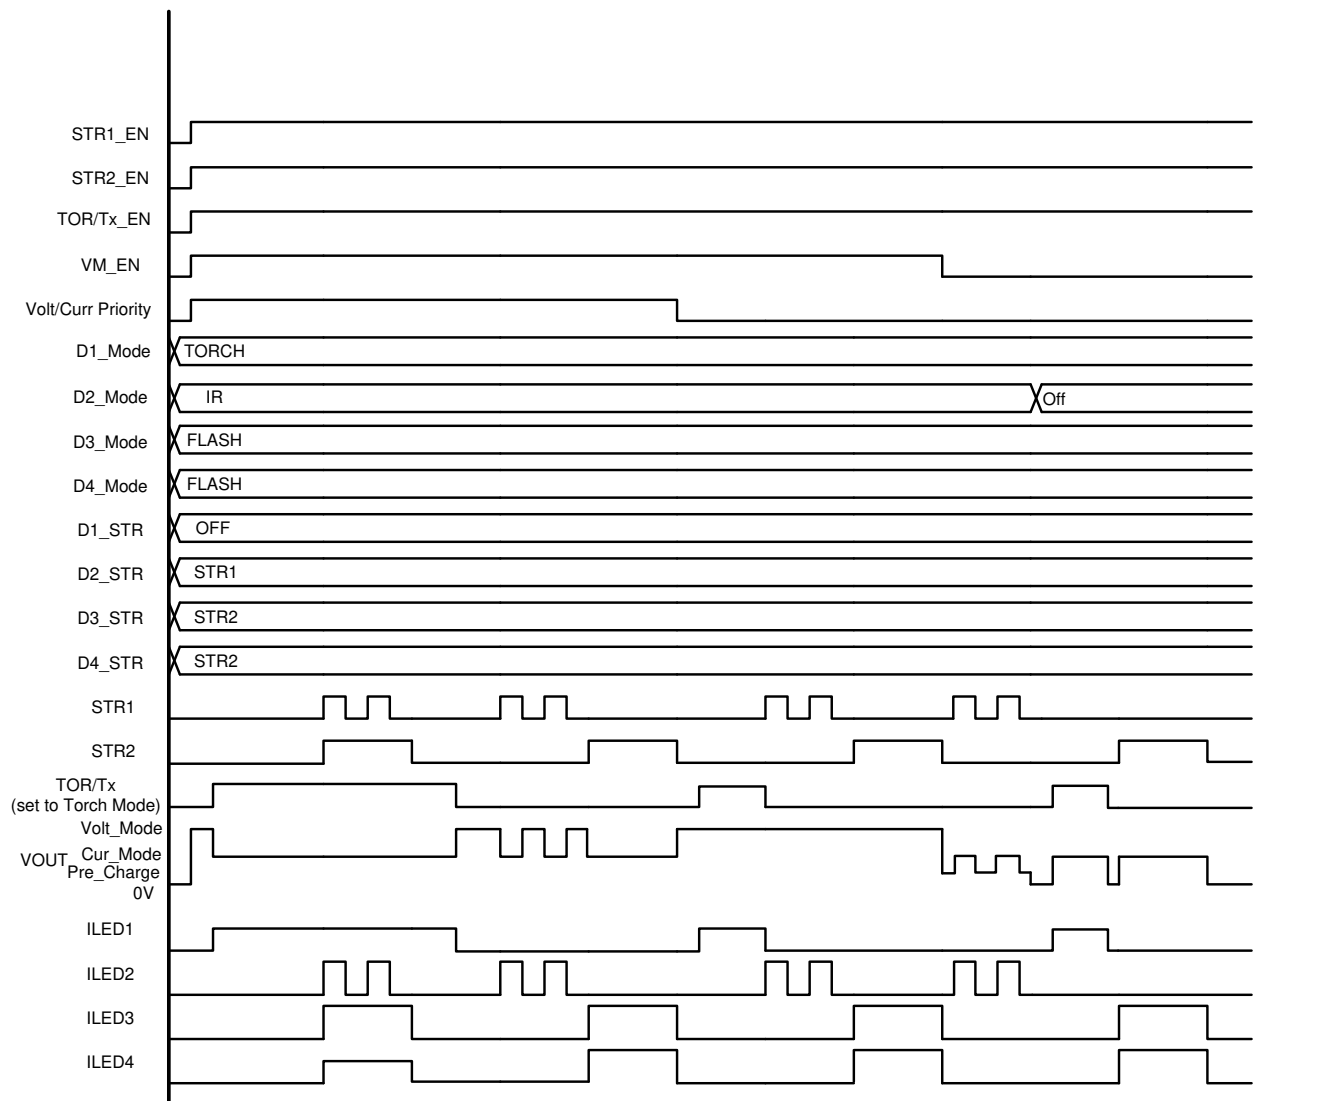 STR1_EN
STR2_EN
TOR/Tx_EN
VM_EN
Volt/Curr Priority
D1_Mode TORCH
D2_Mode IR Off
D3_Mode FLASH
D4_Mode FLASH
D1_STR OFF
D2_STR STR1
D3_STR STR2
D4_STR STR2
STR1
STR2
TOR/Tx
(set to Torch Mode)
Volt_Mode
VOUT Cur_Mode
Pre_Charge
0V
ILED1
ILED2
ILED3
ILED4